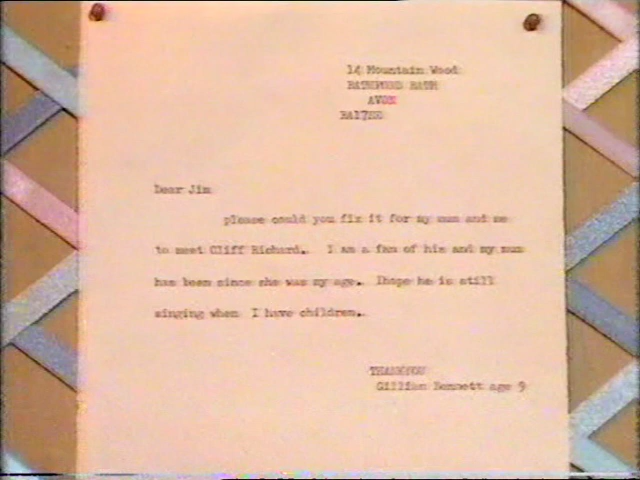 14 Mountain Wood
BATHFORD BATH
AVON
BA17
Dear Jim
please could you fix it for my mum and me
to meet Cliff Richard. I am a fan of his and my mum
has been since she was my age. Ihope he is still
singing when I have children.
THANKYOU
Gillian Bennett age 9